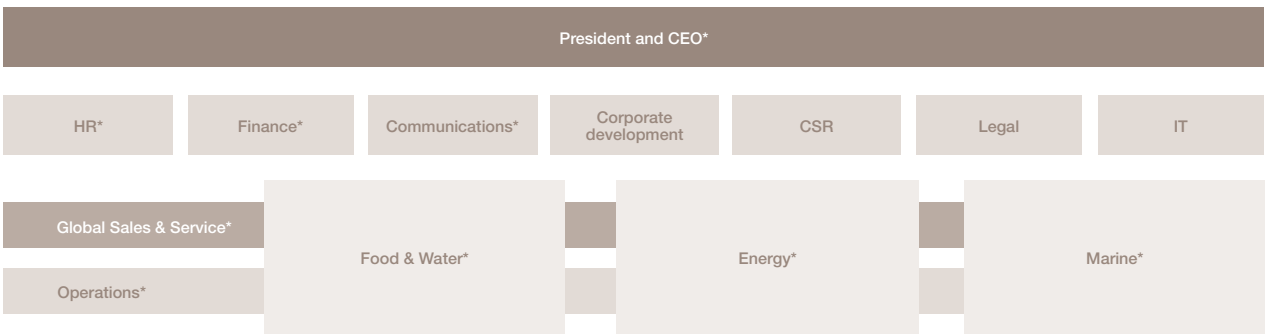 President and CEO*
HR*
Finance*
Communications*
Corporate
development
CSR
Legal
IT
Global Sales & Service*
Food & Water*
Energy*
Marine*
Operations*